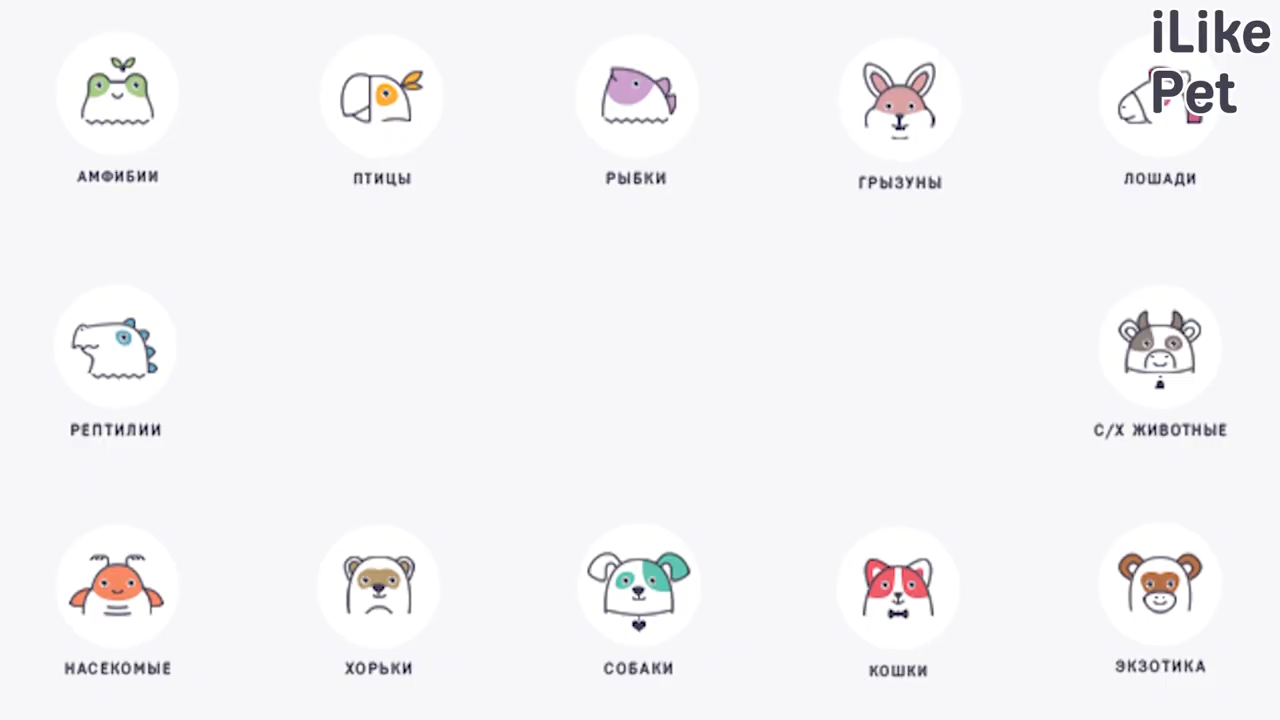 iLike
Pet
АМФИБИИ
ПТИЦЫ
РЫБКИ
ГРЫЗУНЫ
ЛОШАДИ
РЕПТИЛИИ
С/Х ЖИВОТНЫЕ
НАСЕКОМЫЕ
ХОРЬКИ
СОБАКИ
КОШКИ
ЭКЗОТИКА